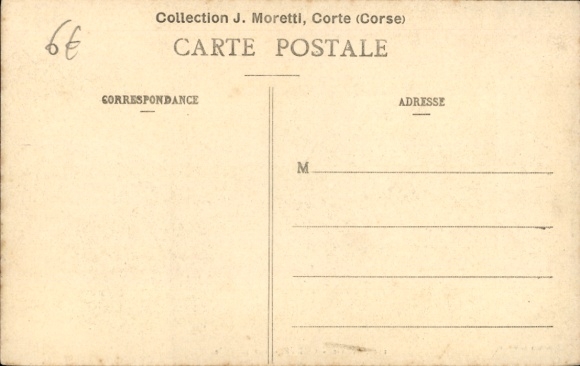 Collection J. Moretti, Corte (Corse)
6€
CARTE POSTALE
CORRESPONDANCE
ADRESSE
M